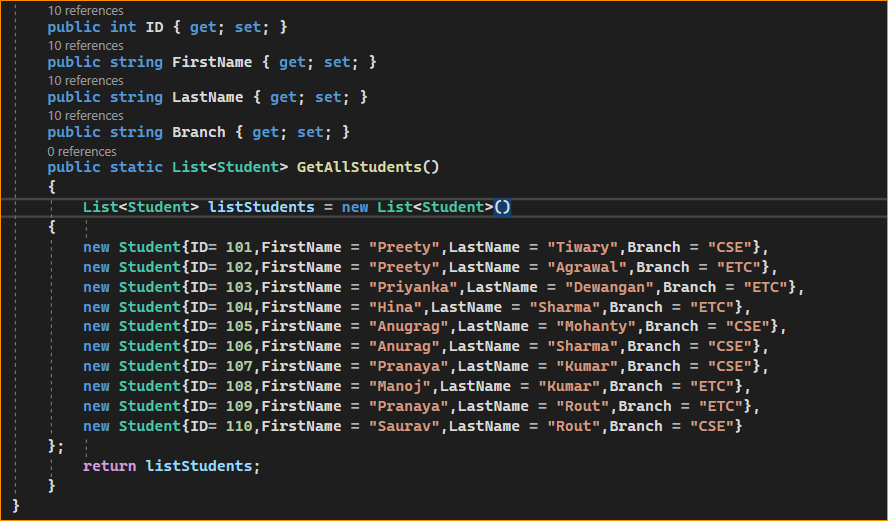 10 references
public int ID { get; set; }
10 references
public string FirstName { get; set; }
10 references
public string LastName { get; set; }
10 references
public string Branch { get; set; }
0 references
public static List<Student> GetAllStudents()
{
List<Student> listStudents = new List<Student>()
{
new Student{ID= 101,FirstName = "Preety",LastName = "Tiwary",Branch = "CSE"},
new Student{ID= 102,FirstName = "Preety",LastName = "Agrawal",Branch = "ETC"},
new Student{ID= 103,FirstName = "Priyanka",LastName = "Dewangan",Branch = "ETC"},
new Student{ID= 104,FirstName = "Hina",LastName = "Sharma",Branch = "ETC"},
new Student{ID= 105,FirstName = "Anugrag",LastName = "Mohanty",Branch = "CSE"},
new Student{ID= 106,FirstName = "Anurag",LastName = "Sharma",Branch = "CSE"},
new Student{ID= 107,FirstName = "Pranaya",LastName = "Kumar",Branch = "CSE"},
new Student{ID= 108,FirstName = "Manoj",LastName = "Kumar",Branch = "ETC"},
new Student{ID= 109,FirstName = "Pranaya",LastName = "Rout",Branch = "ETC"},
new Student{ID= 110,FirstName = "Saurav",LastName = "Rout",Branch = "CSE"}
};
return listStudents;
}
}